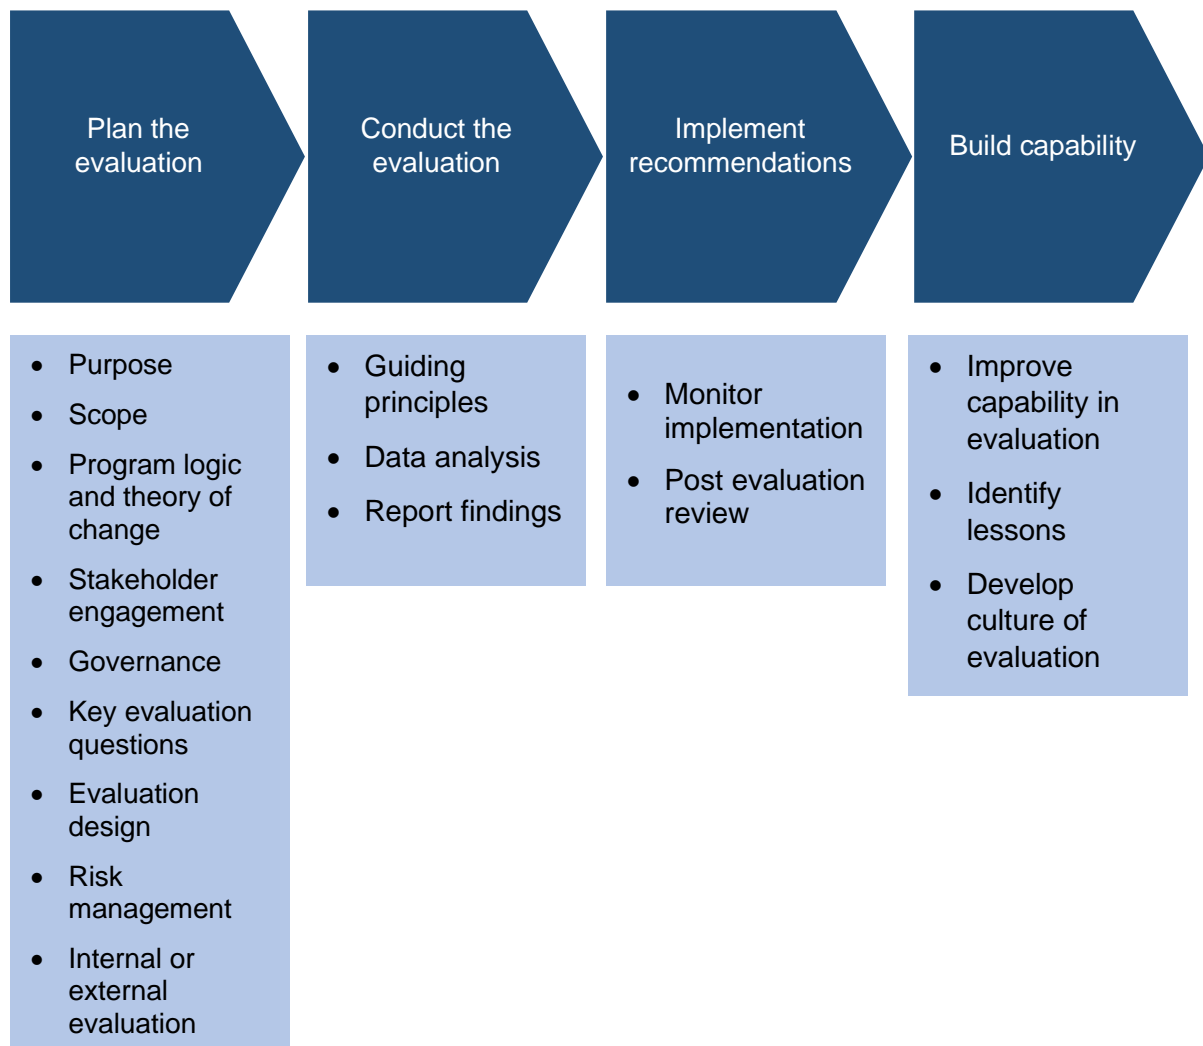 Plan the
evaluation
Conduct the
evaluation
Implement
recommendations
Build capability
• Purpose
• Scope
• Program logic
and theory of
change
• Stakeholder
engagement
• Governance
• Key evaluation
questions
• Evaluation
design
• Risk
management
• Internal or
external
evaluation
• Guiding
principles
• Data analysis
• Report findings
• Monitor
implementation
• Post evaluation
review
• Improve
capability in
evaluation
• Identify
lessons
• Develop
culture of
evaluation